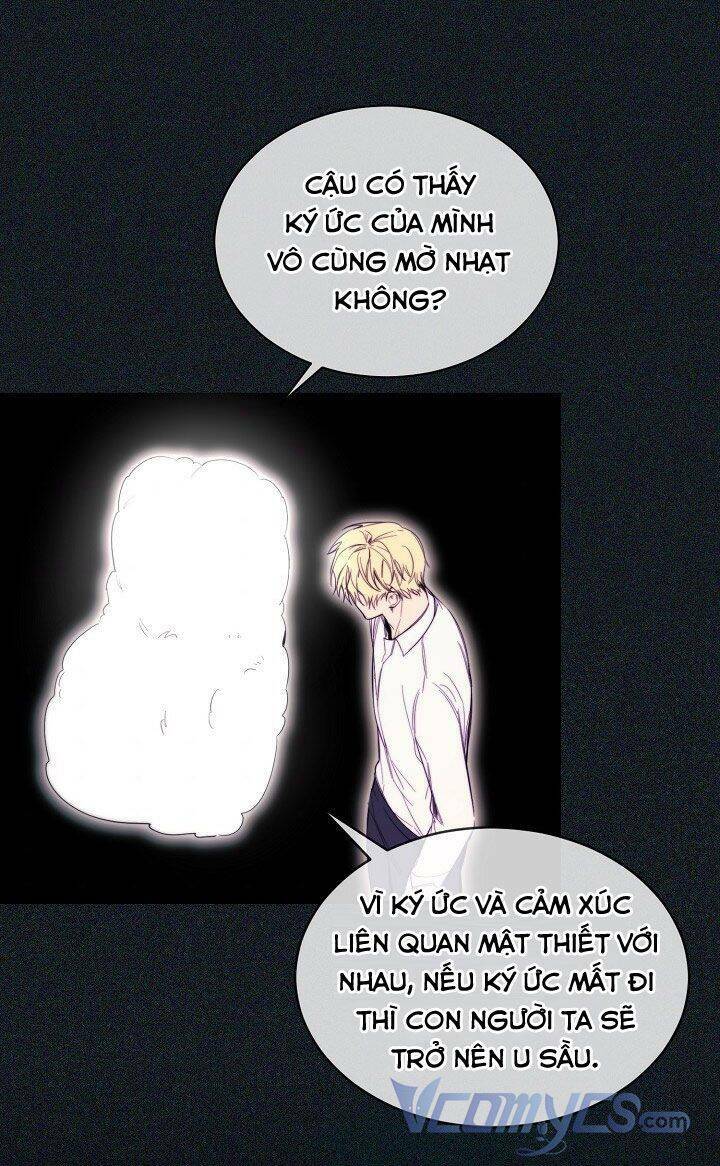 CẬU CÓ THẤY
KÝ ỨC CỦA MÌNH
VÔ CÙNG MỜ NHẠT
KHÔNG?
VÌ KÝ ỨC VÀ CẢM XÚC
LIÊN QUAN MẬT THIẾT VỚI
NHAU, NẾU KÝ ỨC MẤT ĐI
THÌ CON NGƯỜI TA SẼ
TRỞ NÊN U SẦU.
VCOMYCS.com